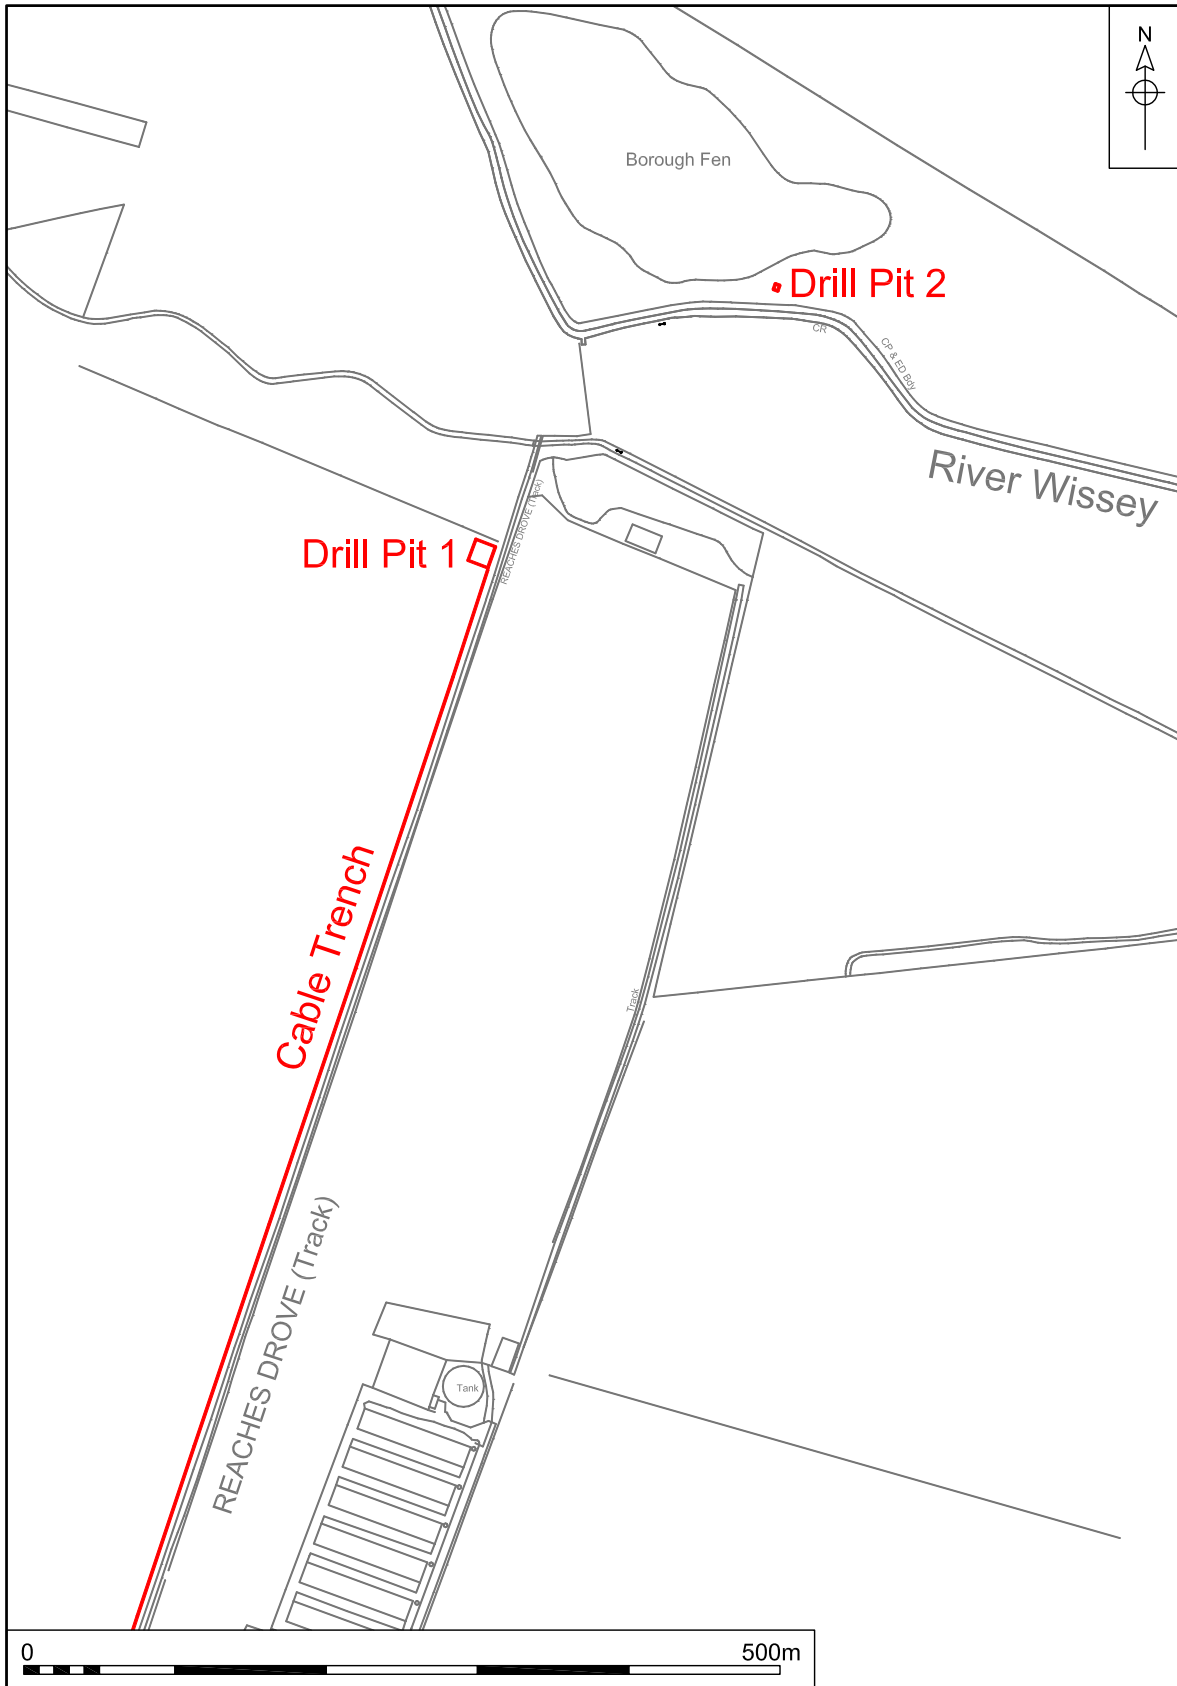 N
Borough Fen
Drill Pit 2
CR
CP & ED Bdy
River Wissey
REACHES DROVE (Track)
Drill Pit 1
Cable Trench
Track
REACHES DROVE (Track)
Tank
0 500m